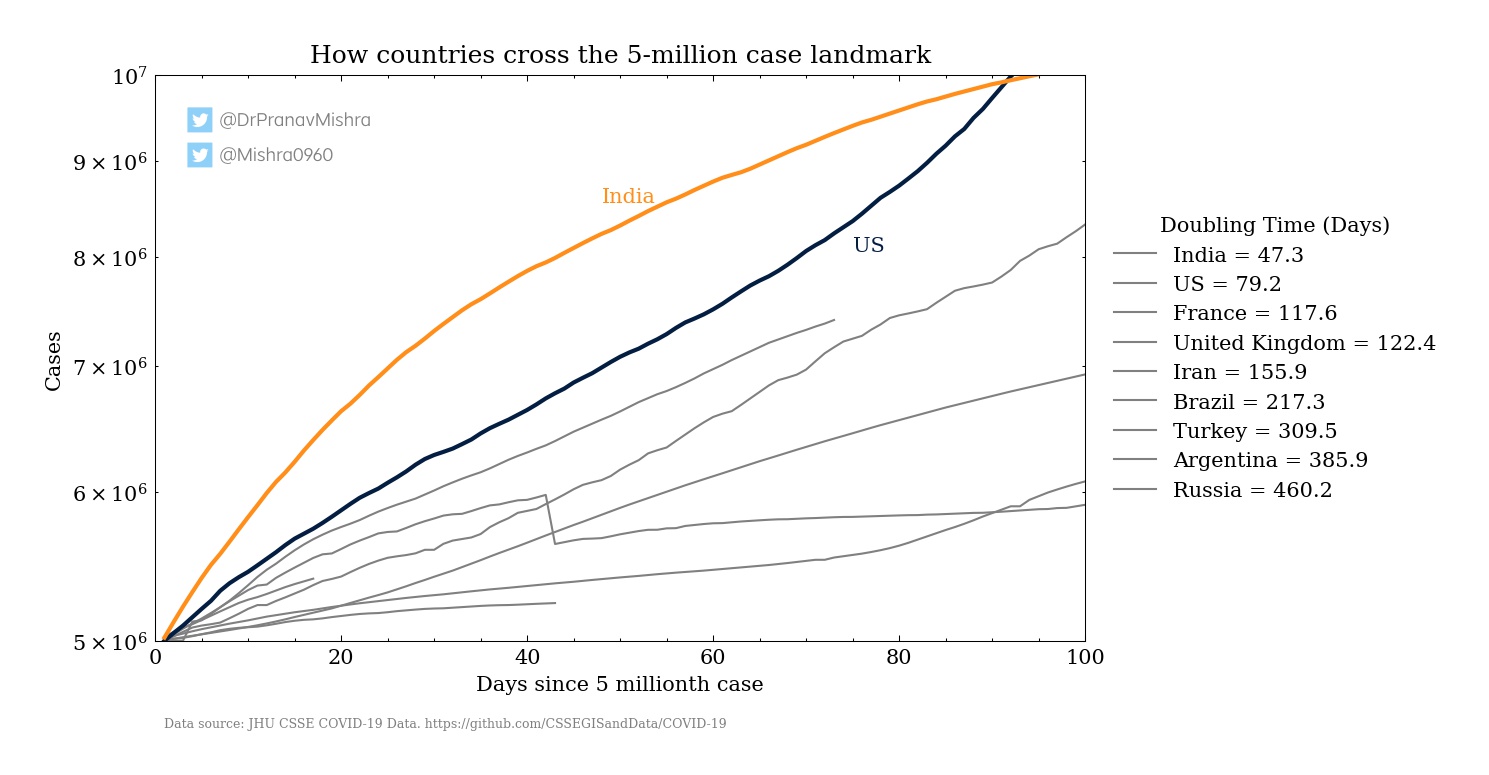 How countries cross the 5-million case landmark
10⁷
9 × 10⁶
8 × 10⁶
7 × 10⁶
6 × 10⁶
5 × 10⁶
Cases
@DrPranavMishra
@Mishra0960
India
US
0 20 40 60 80 100
Days since 5 millionth case
Doubling Time (Days)
India = 47.3
US = 79.2
France = 117.6
United Kingdom = 122.4
Iran = 155.9
Brazil = 217.3
Turkey = 309.5
Argentina = 385.9
Russia = 460.2
Data source: JHU CSSE COVID-19 Data. https://github.com/CSSEGISandData/COVID-19